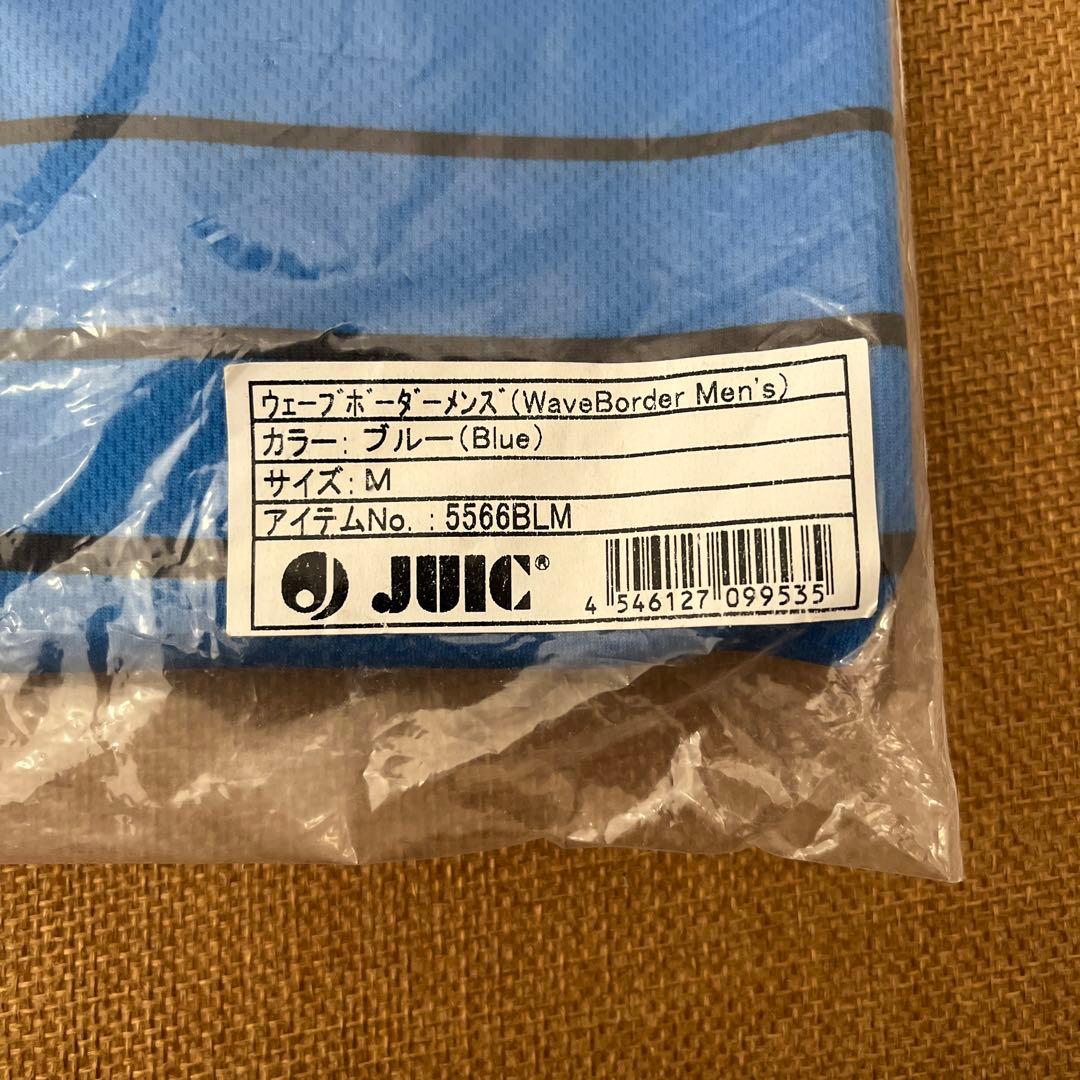 ウェーブボーダーメンズ(WaveBorder Men's)
カラー: ブルー(Blue)
サイズ: M
アイテムNo. : 5566BLM
JUIC®
4 546127 099535